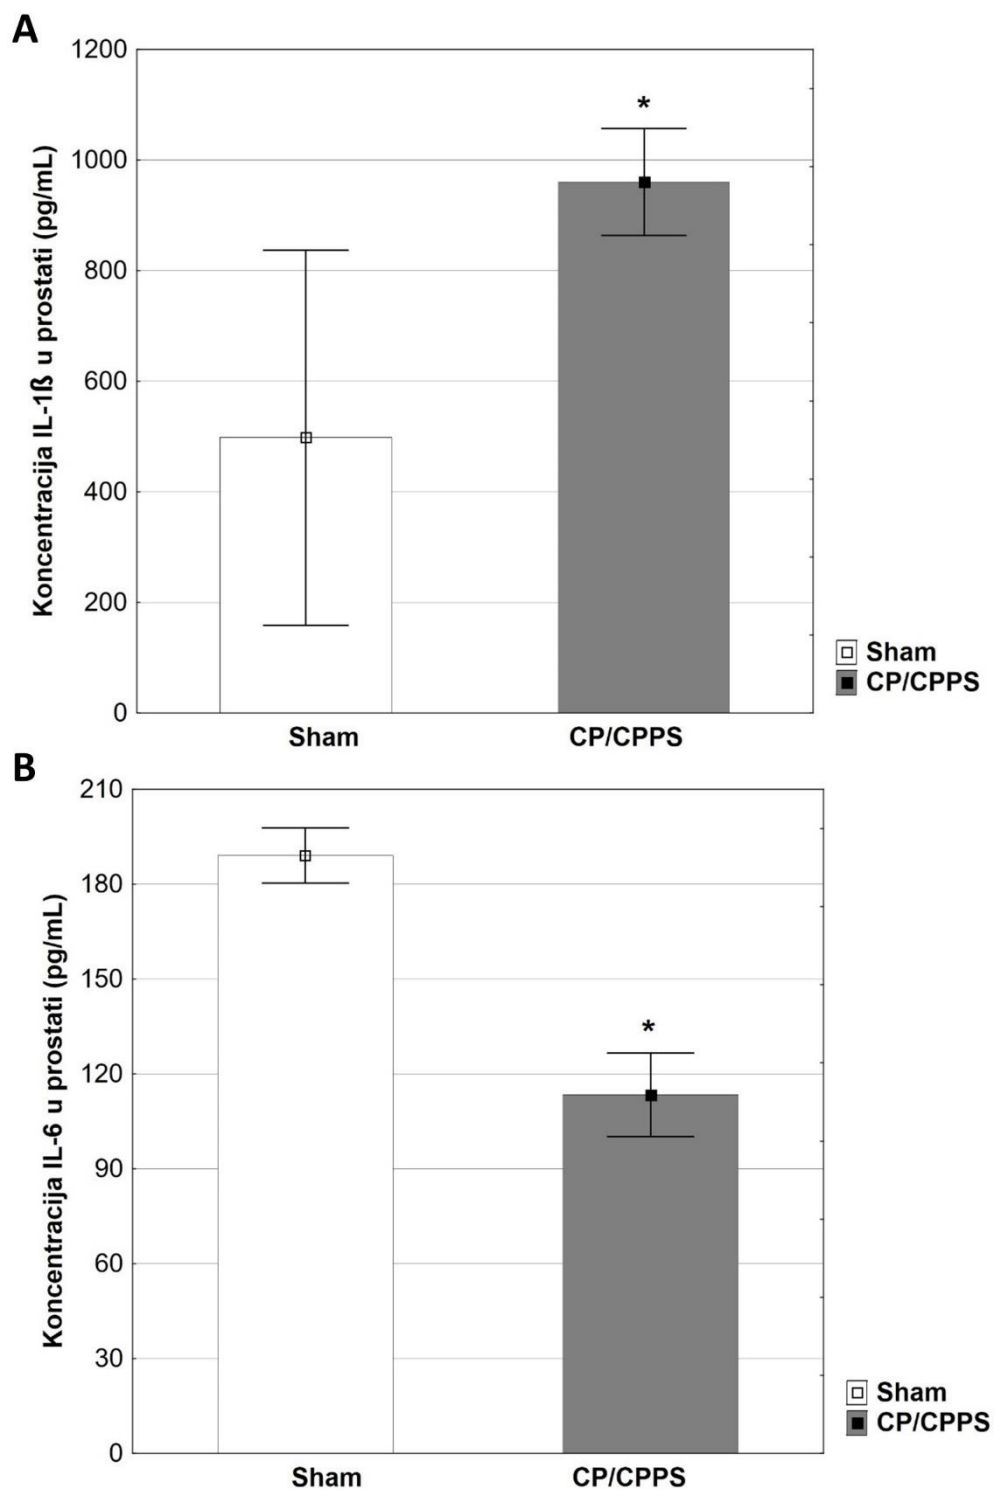 A
1200
1000
800
600
400
200
0
Koncentracija IL-1ß u prostati (pg/mL)
*
Sham
CP/CPPS
Sham
CP/CPPS
B
210
180
150
120
90
60
30
0
Koncentracija IL-6 u prostati (pg/mL)
*
Sham
CP/CPPS
Sham
CP/CPPS